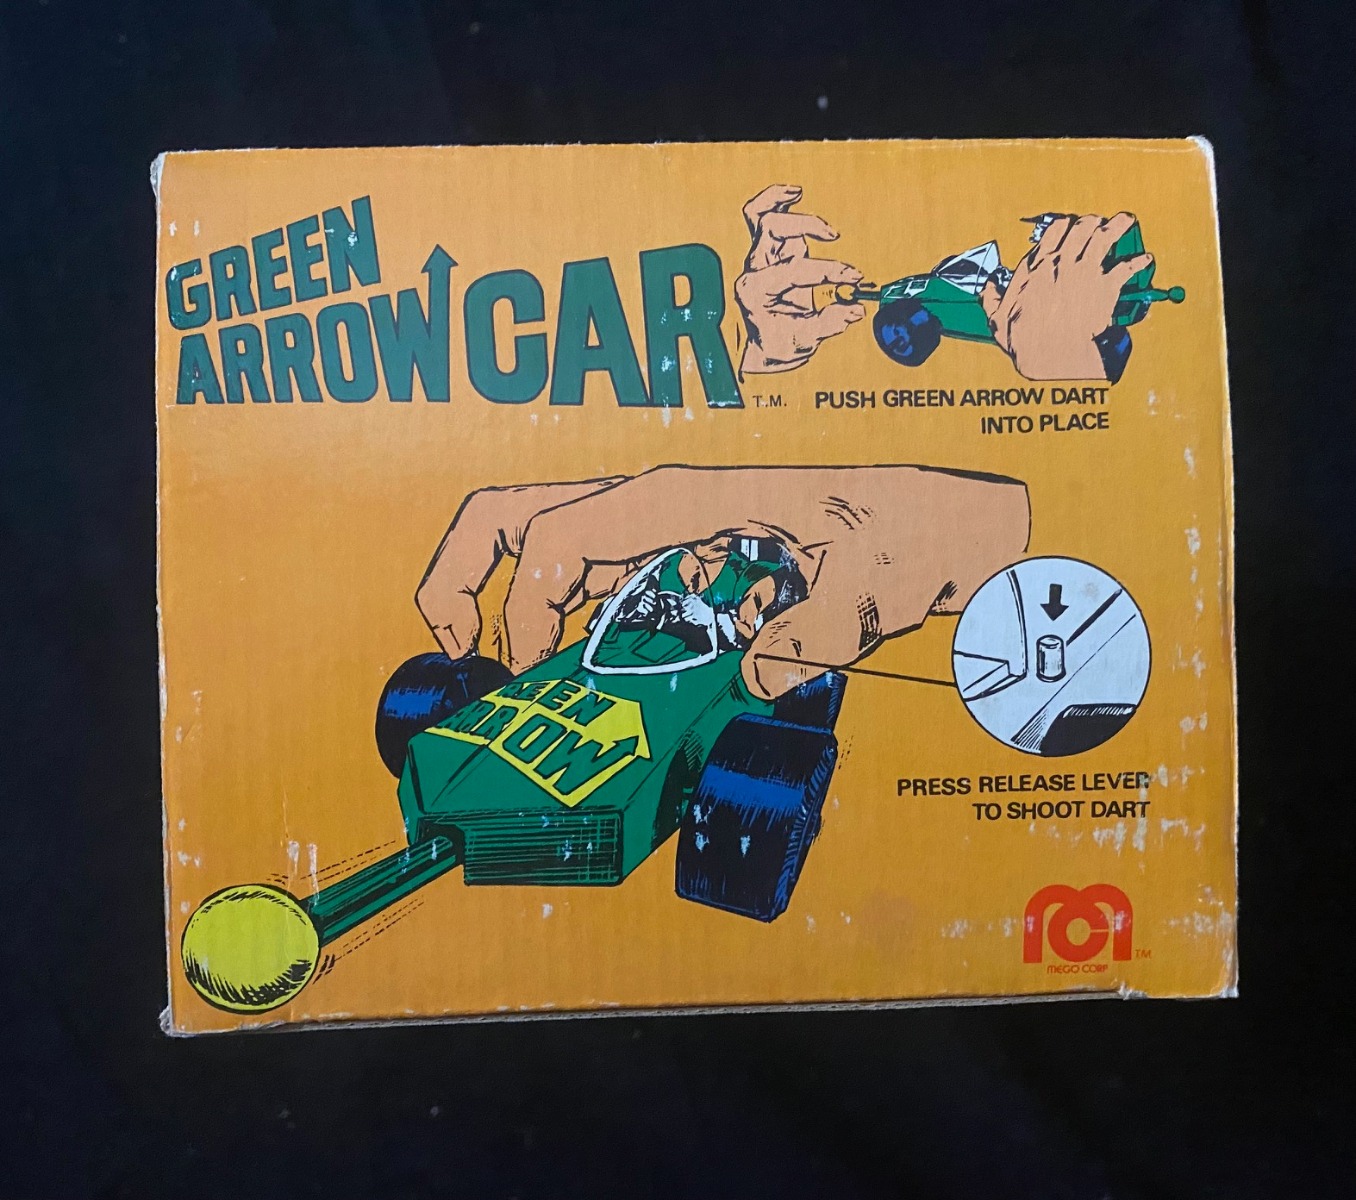 GREEN
ARROW CAR
T.M.
PUSH GREEN ARROW DART
INTO PLACE
GREEN
ARROW
PRESS RELEASE LEVER
TO SHOOT DART
TM
MEGO CORP